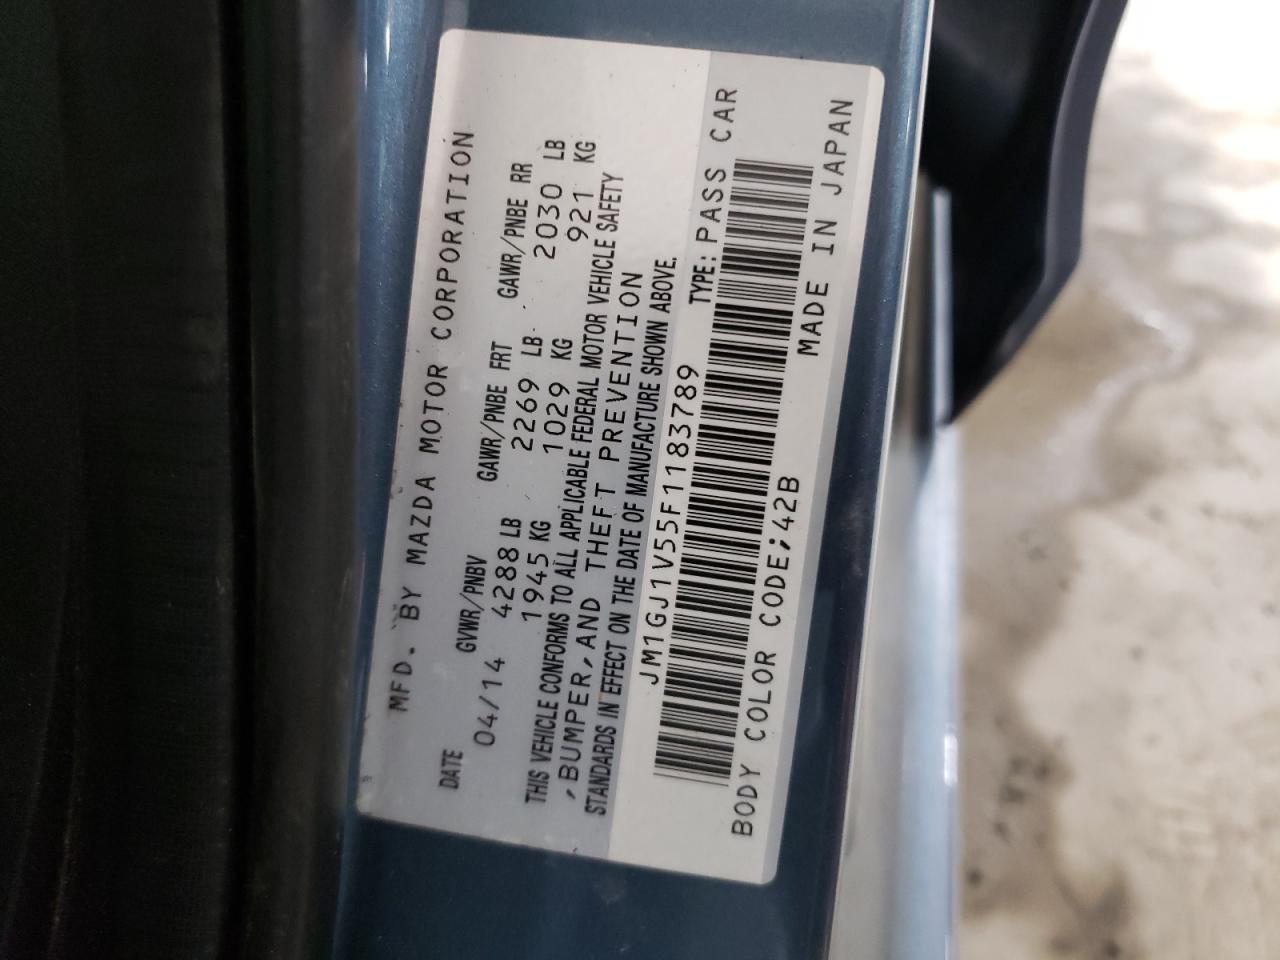 MFD. BY MAZDA MOTOR CORPORATION
DATE GVWR/PNBV GAWR/PNBE FRT GAWR/PNBE RR
04/14 4288 LB 2269 LB 2030 LB
1945 KG 1029 KG 921 KG
THIS VEHICLE CONFORMS TO ALL APPLICABLE FEDERAL MOTOR VEHICLE SAFETY
,BUMPER,AND THEFT PREVENTION
STANDARDS IN EFFECT ON THE DATE OF MANUFACTURE SHOWN ABOVE.
JM1GJ1V55F1183789 TYPE: PASS CAR
BODY COLOR CODE;42B MADE IN JAPAN